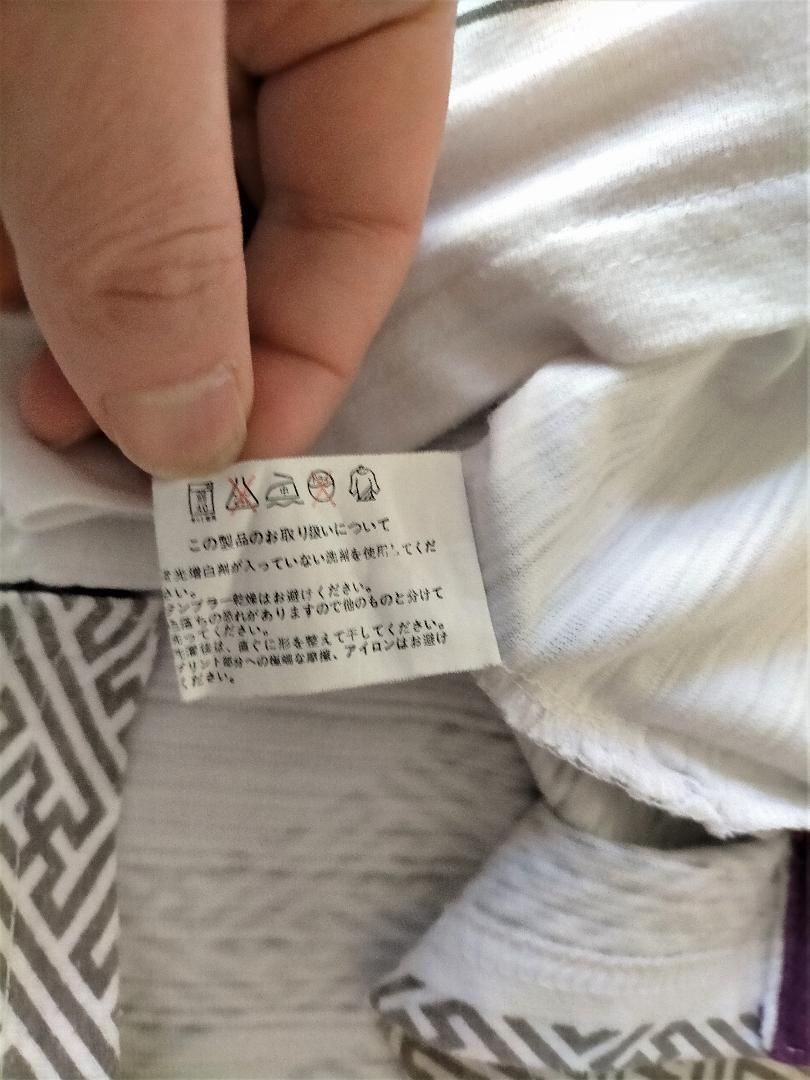 中
この製品のお取り扱いについて
蛍光増白剤が入っていない洗剤を使用してくだ
さい。
タンブラー乾燥はお避けください。
色落ちの恐れがありますので他のものと分けて
洗ってください。
洗濯後は、直ぐに形を整えて干してください。
プリント部分への極端な摩擦、アイロンはお避け
ください。